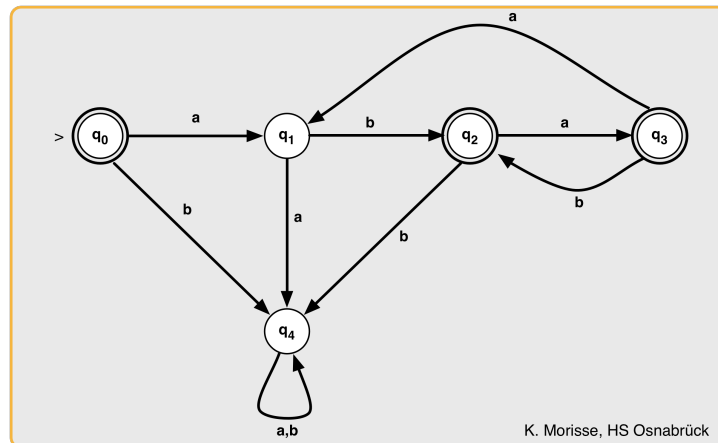 a
> q0 a q1 b q2 a q3
b a b b
q4
a,b
K. Morisse, HS Osnabrück